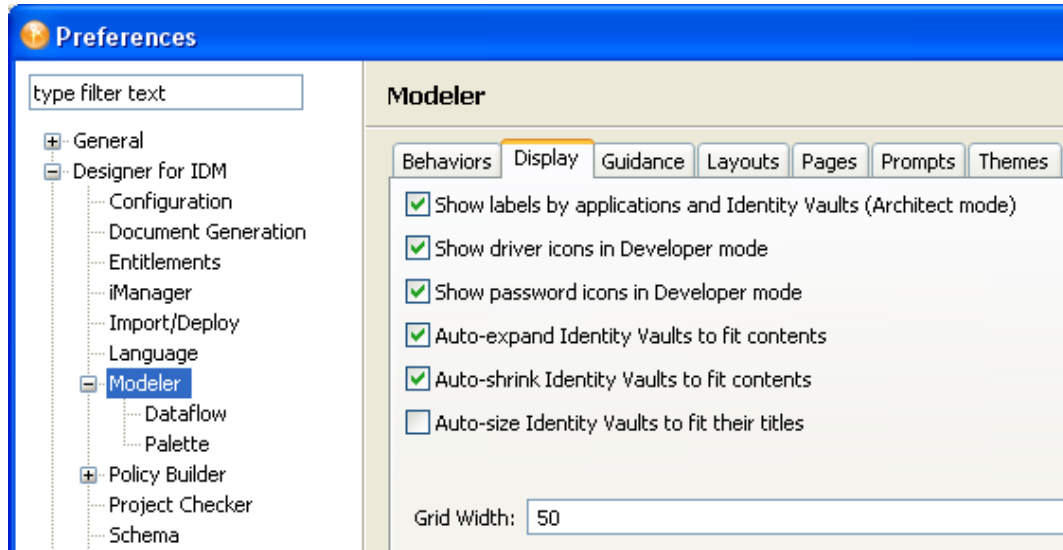 Preferences
type filter text
General
Designer for IDM
Configuration
Document Generation
Entitlements
iManager
Import/Deploy
Language
Modeler
Dataflow
Palette
Policy Builder
Project Checker
Schema
Modeler
Behaviors Display Guidance Layouts Pages Prompts Themes
Show labels by applications and Identity Vaults (Architect mode)
Show driver icons in Developer mode
Show password icons in Developer mode
Auto-expand Identity Vaults to fit contents
Auto-shrink Identity Vaults to fit contents
Auto-size Identity Vaults to fit their titles
Grid Width: 50